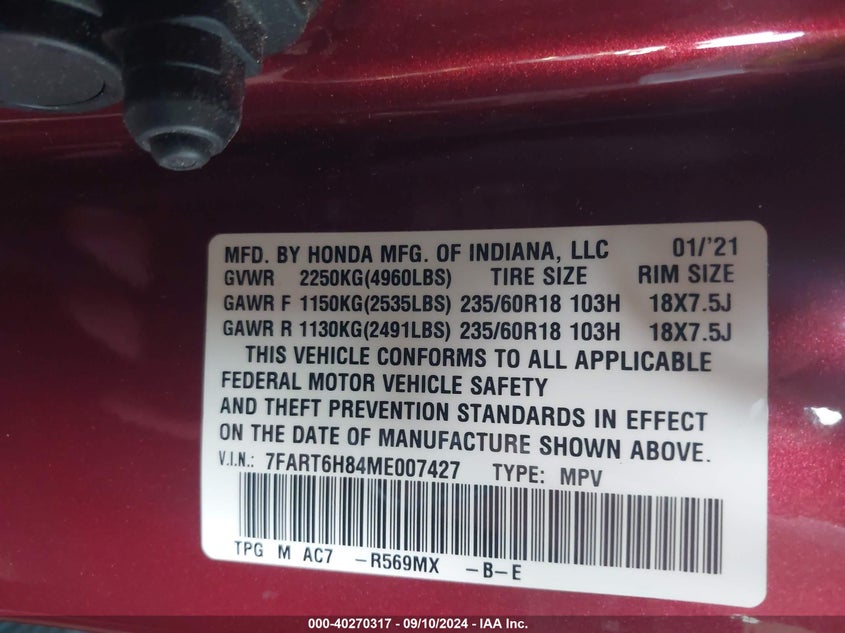 MFD. BY HONDA MFG. OF INDIANA, LLC 01/'21
GVWR 2250KG(4960LBS) TIRE SIZE RIM SIZE
GAWR F 1150KG(2535LBS) 235/60R18 103H 18X7.5J
GAWR R 1130KG(2491LBS) 235/60R18 103H 18X7.5J
THIS VEHICLE CONFORMS TO ALL APPLICABLE
FEDERAL MOTOR VEHICLE SAFETY
AND THEFT PREVENTION STANDARDS IN EFFECT
ON THE DATE OF MANUFACTURE SHOWN ABOVE.
V.I.N.: 7FART6H84ME007427 TYPE: MPV
TPG M AC7 -R569MX -B-E
000-40270317 - 09/10/2024 - IAA Inc.